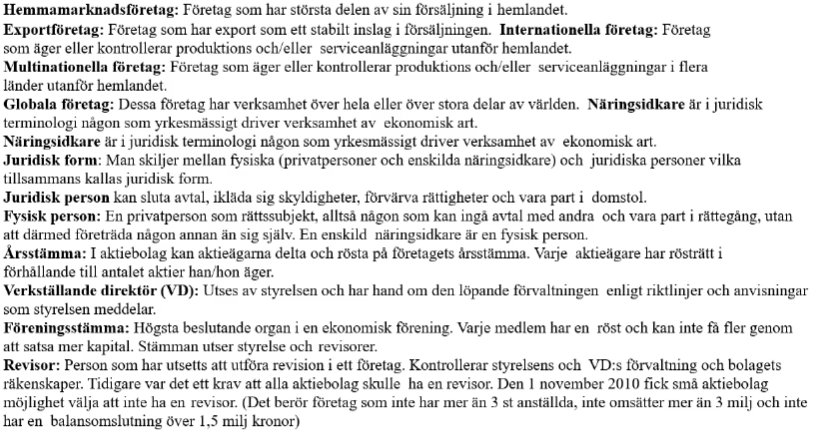 Hemmamarknadsföretag: Företag som har största delen av sin försäljning i hemlandet.
Exportföretag: Företag som har export som ett stabilt inslag i försäljningen. Internationella företag: Företag
som äger eller kontrollerar produktions och/eller serviceanläggningar utanför hemlandet.
Multinationella företag: Företag som äger eller kontrollerar produktions och/eller serviceanläggningar i flera
länder utanför hemlandet.
Globala företag: Dessa företag har verksamhet över hela eller över stora delar av världen. Näringsidkare är i juridisk
terminologi någon som yrkesmässigt driver verksamhet av ekonomisk art.
Näringsidkare är i juridisk terminologi någon som yrkesmässigt driver verksamhet av ekonomisk art.
Juridisk form: Man skiljer mellan fysiska (privatpersoner och enskilda näringsidkare) och juridiska personer vilka
tillsammans kallas juridisk form.
Juridisk person kan sluta avtal, ikläda sig skyldigheter, förvärva rättigheter och vara part i domstol.
Fysisk person: En privatperson som rättssubjekt, alltså någon som kan ingå avtal med andra och vara part i rättegång, utan
att därmed företräda någon annan än sig själv. En enskild näringsidkare är en fysisk person.
Årsstämma: I aktiebolag kan aktieägarna delta och rösta på företagets årsstämma. Varje aktieägare har rösträtt i
förhållande till antalet aktier han/hon äger.
Verkställande direktör (VD): Utses av styrelsen och har hand om den löpande förvaltningen enligt riktlinjer och anvisningar
som styrelsen meddelar.
Föreningsstämma: Högsta beslutande organ i en ekonomisk förening. Varje medlem har en röst och kan inte få fler genom
att satsa mer kapital. Stämman utser styrelse och revisorer.
Revisor: Person som har utsetts att utföra revision i ett företag. Kontrollerar styrelsens och VD:s förvaltning och bolagets
räkenskaper. Tidigare var det ett krav att alla aktiebolag skulle ha en revisor. Den 1 november 2010 fick små aktiebolag
möjlighet välja att inte ha en revisor. (Det berör företag som inte har mer än 3 st anställda, inte omsätter mer än 3 milj och inte
har en balansomslutning över 1,5 milj kronor)